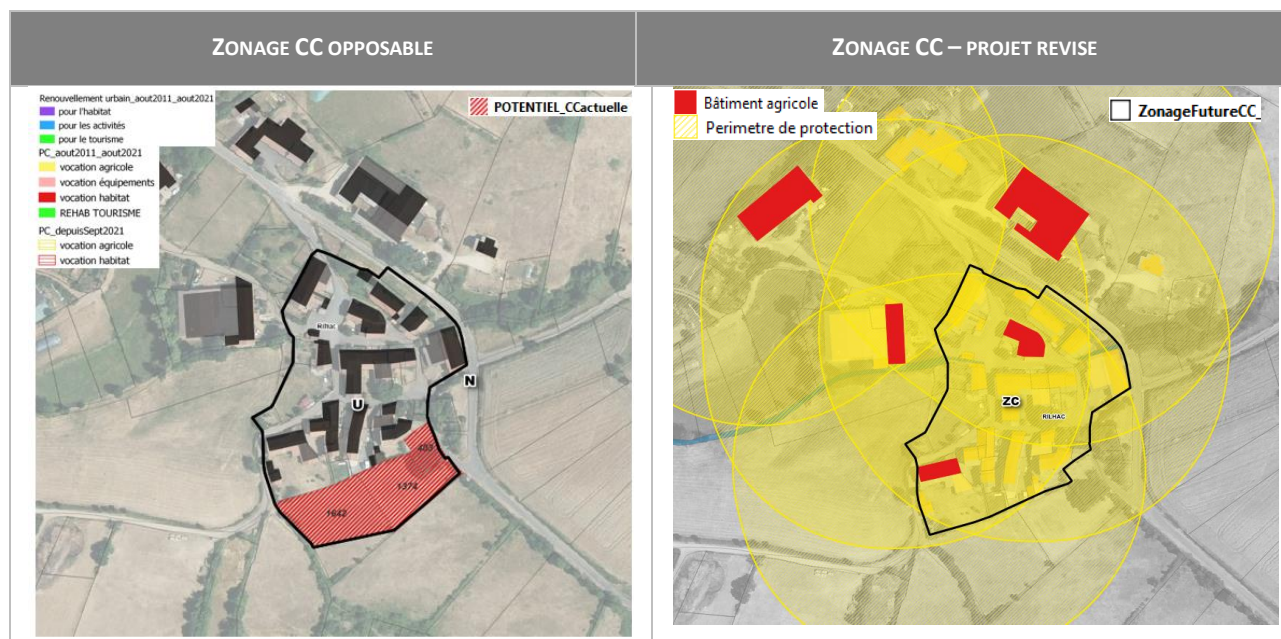 ZONAGE CC OPPOSABLE
ZONAGE CC – PROJET REVISE
Renouvellement urbain_aout2011_aout2021
pour l'habitat
pour les activités
pour le tourisme
PC_aout2011_aout2021
vocation agricole
vocation équipements
vocation habitat
REHAB TOURISME
PC_depuisSept2021
vocation agricole
vocation habitat
POTENTIEL_CCactuelle
Rilhac
N
U
483
1374
1642
Bâtiment agricole
Perimetre de protection
ZonageFutureCC_
ZC
RILHAC